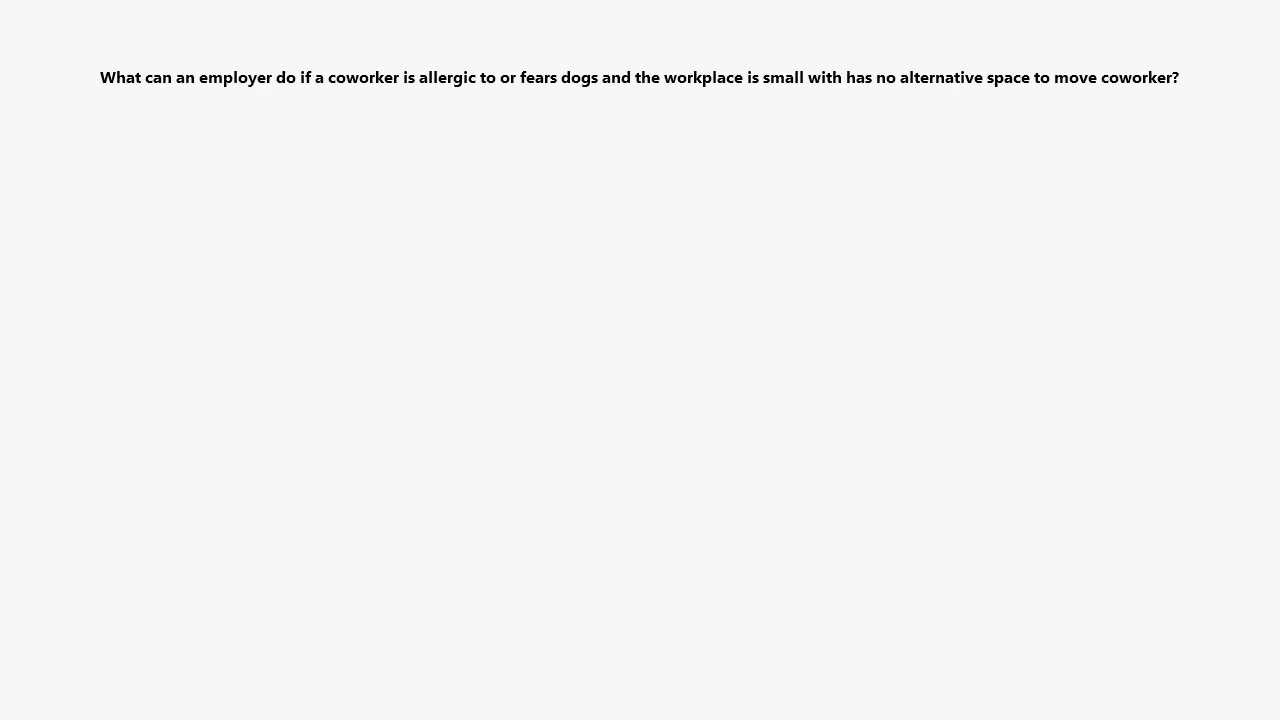 What can an employer do if a coworker is allergic to or fears dogs and the workplace is small with has no alternative space to move coworker?